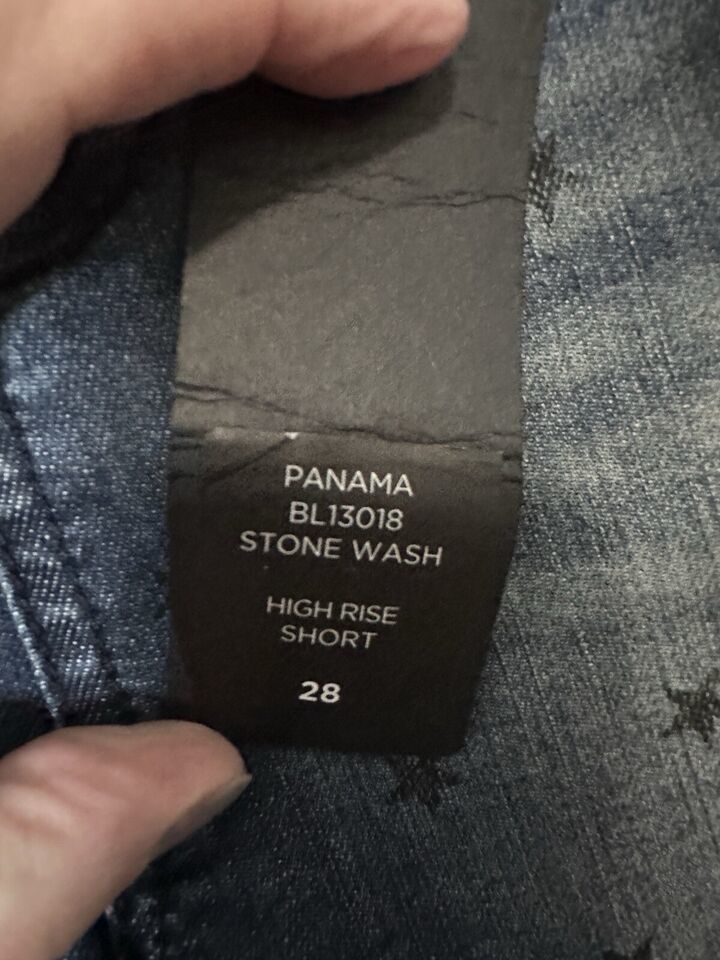 PANAMA
BL13018
STONE WASH
HIGH RISE
SHORT
28